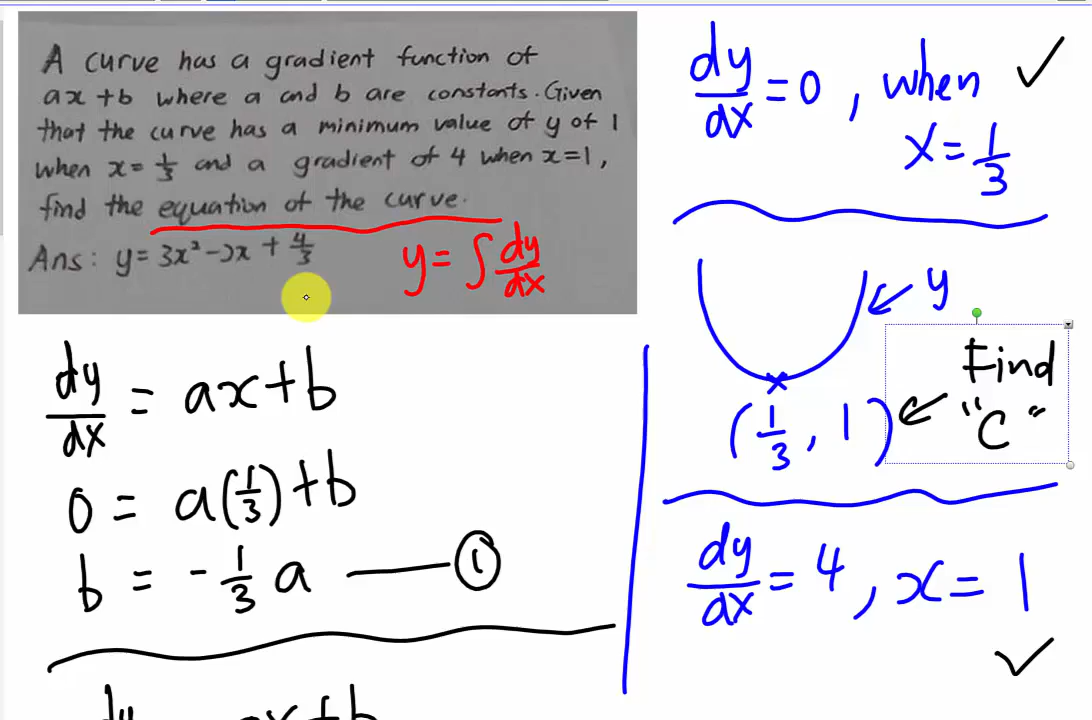 A curve has a gradient function of
ax + b where a and b are constants. Given
that the curve has a minimum value of y of 1
when x = 1/3 and a gradient of 4 when x = 1,
find the equation of the curve.
Ans: y = 3x² - 2x + 4/3
y = ∫ dy/dx
dy/dx = ax + b
0 = a(1/3) + b
b = - 1/3 a —— ①
dy ax + b
dy/dx = 0, when ✓
x = 1/3
y
(1/3, 1)
Find
"C"
dy/dx = 4, x = 1
✓